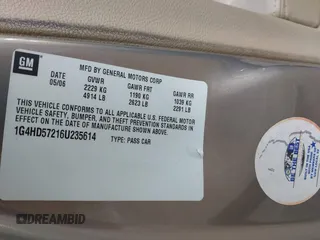 GM
MFD BY GENERAL MOTORS CORP
DATE GVWR GAWR FRT GAWR RR
05/06 2229 KG 1190 KG 1039 KG
4914 LB 2623 LB 2291 LB
THIS VEHICLE CONFORMS TO ALL APPLICABLE U.S. FEDERAL MOTOR
VEHICLE SAFETY, BUMPER, AND THEFT PREVENTION STANDARDS IN
EFFECT ON THE DATE OF MANUFACTURE SHOWN ABOVE.
1G4HD57216U235614
TYPE: PASS CAR
DREAMBID